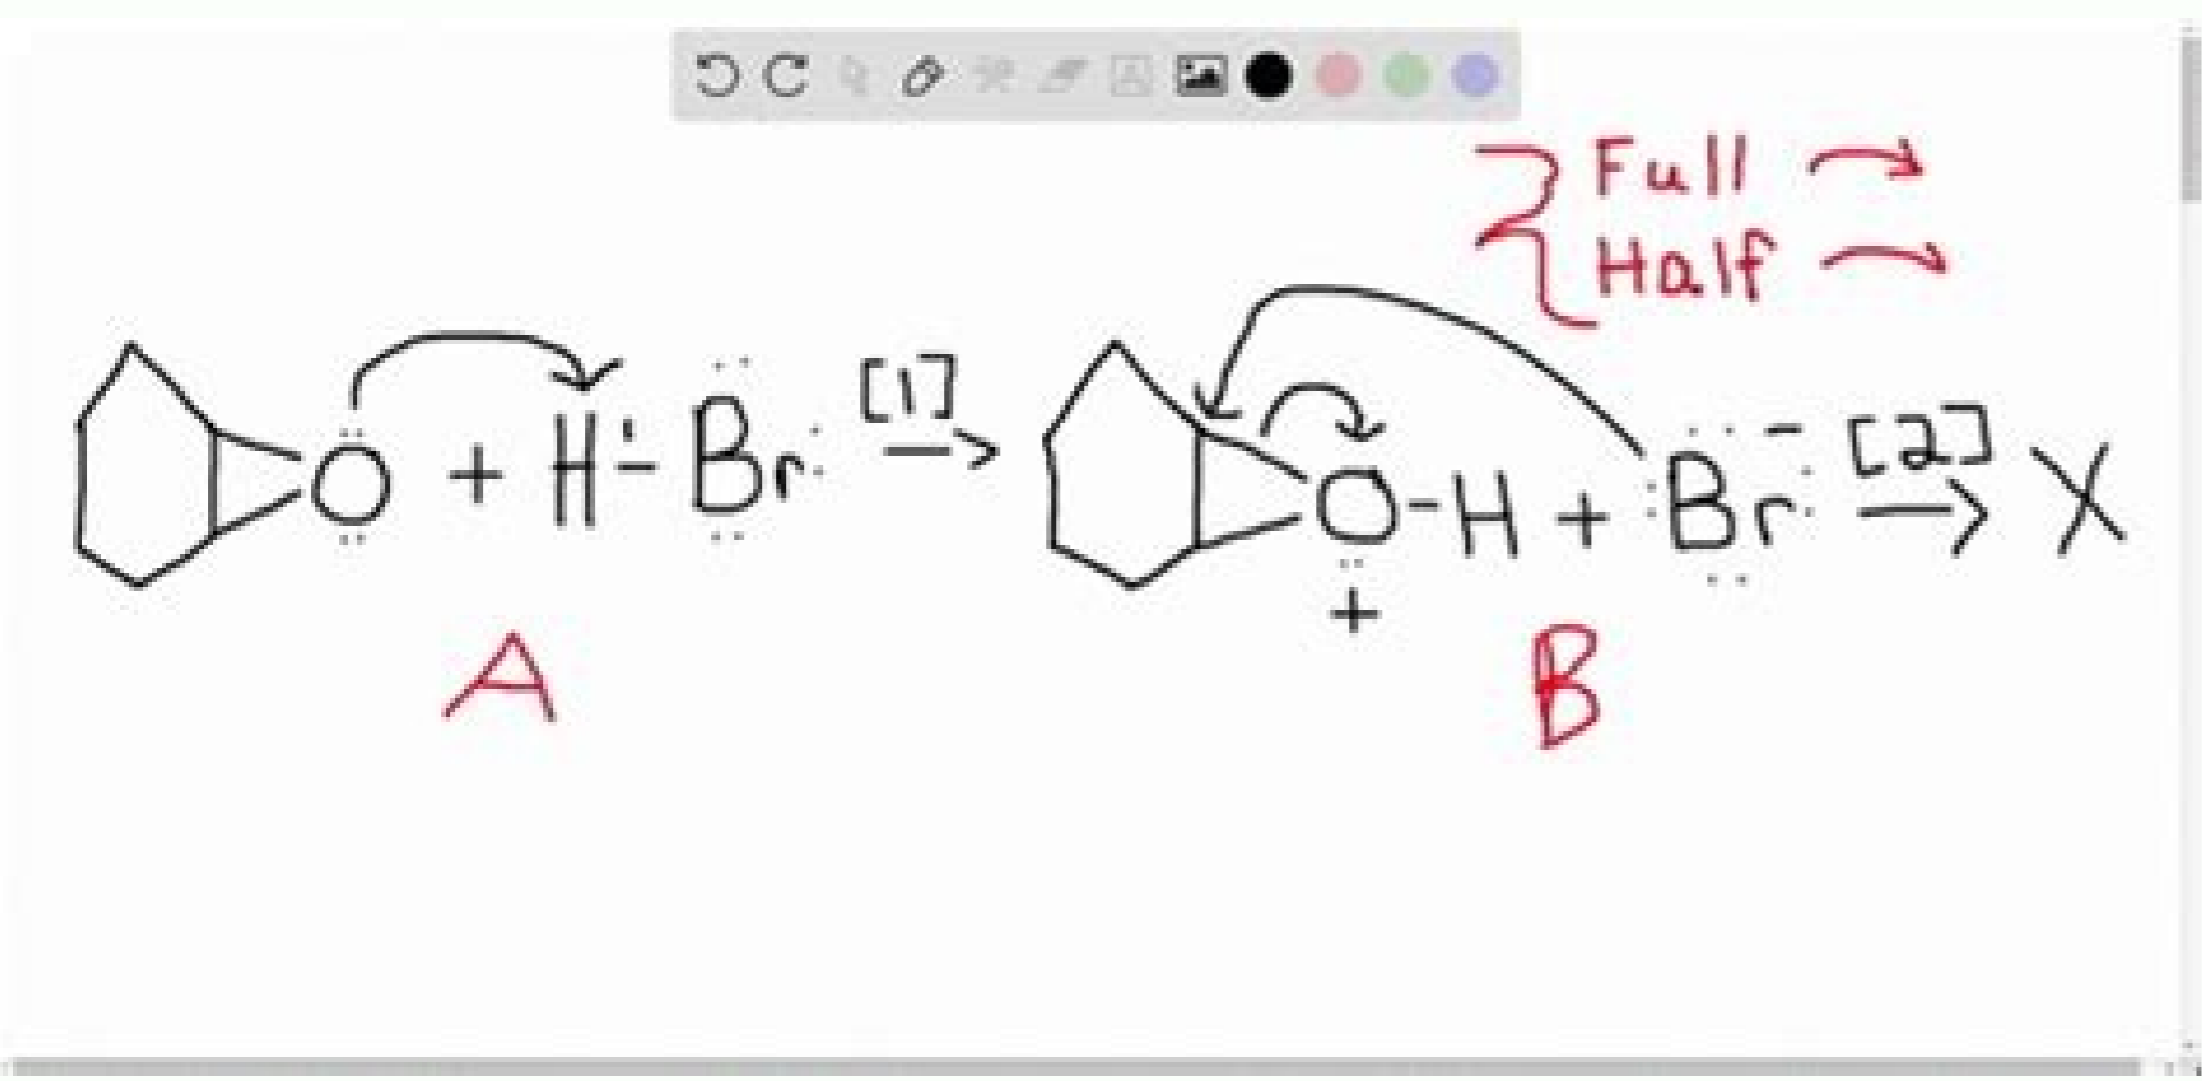 Full →
Half ⇀
O + H - Br [1] → O - H + Br - [2] → X
+
A B